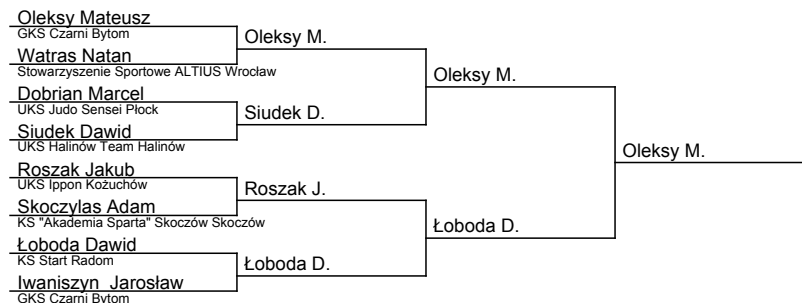 Oleksy Mateusz
GKS Czarni Bytom
Watras Natan
Stowarzyszenie Sportowe ALTIUS Wrocław
Dobrian Marcel
UKS Judo Sensei Płock
Siudek Dawid
UKS Halinów Team Halinów
Roszak Jakub
UKS Ippon Kożuchów
Skoczylas Adam
KS "Akademia Sparta" Skoczów Skoczów
Łoboda Dawid
KS Start Radom
Iwaniszyn  Jarosław
GKS Czarni Bytom
Oleksy M.
Siudek D.
Roszak J.
Łoboda D.
Oleksy M.
Łoboda D.
Oleksy M.